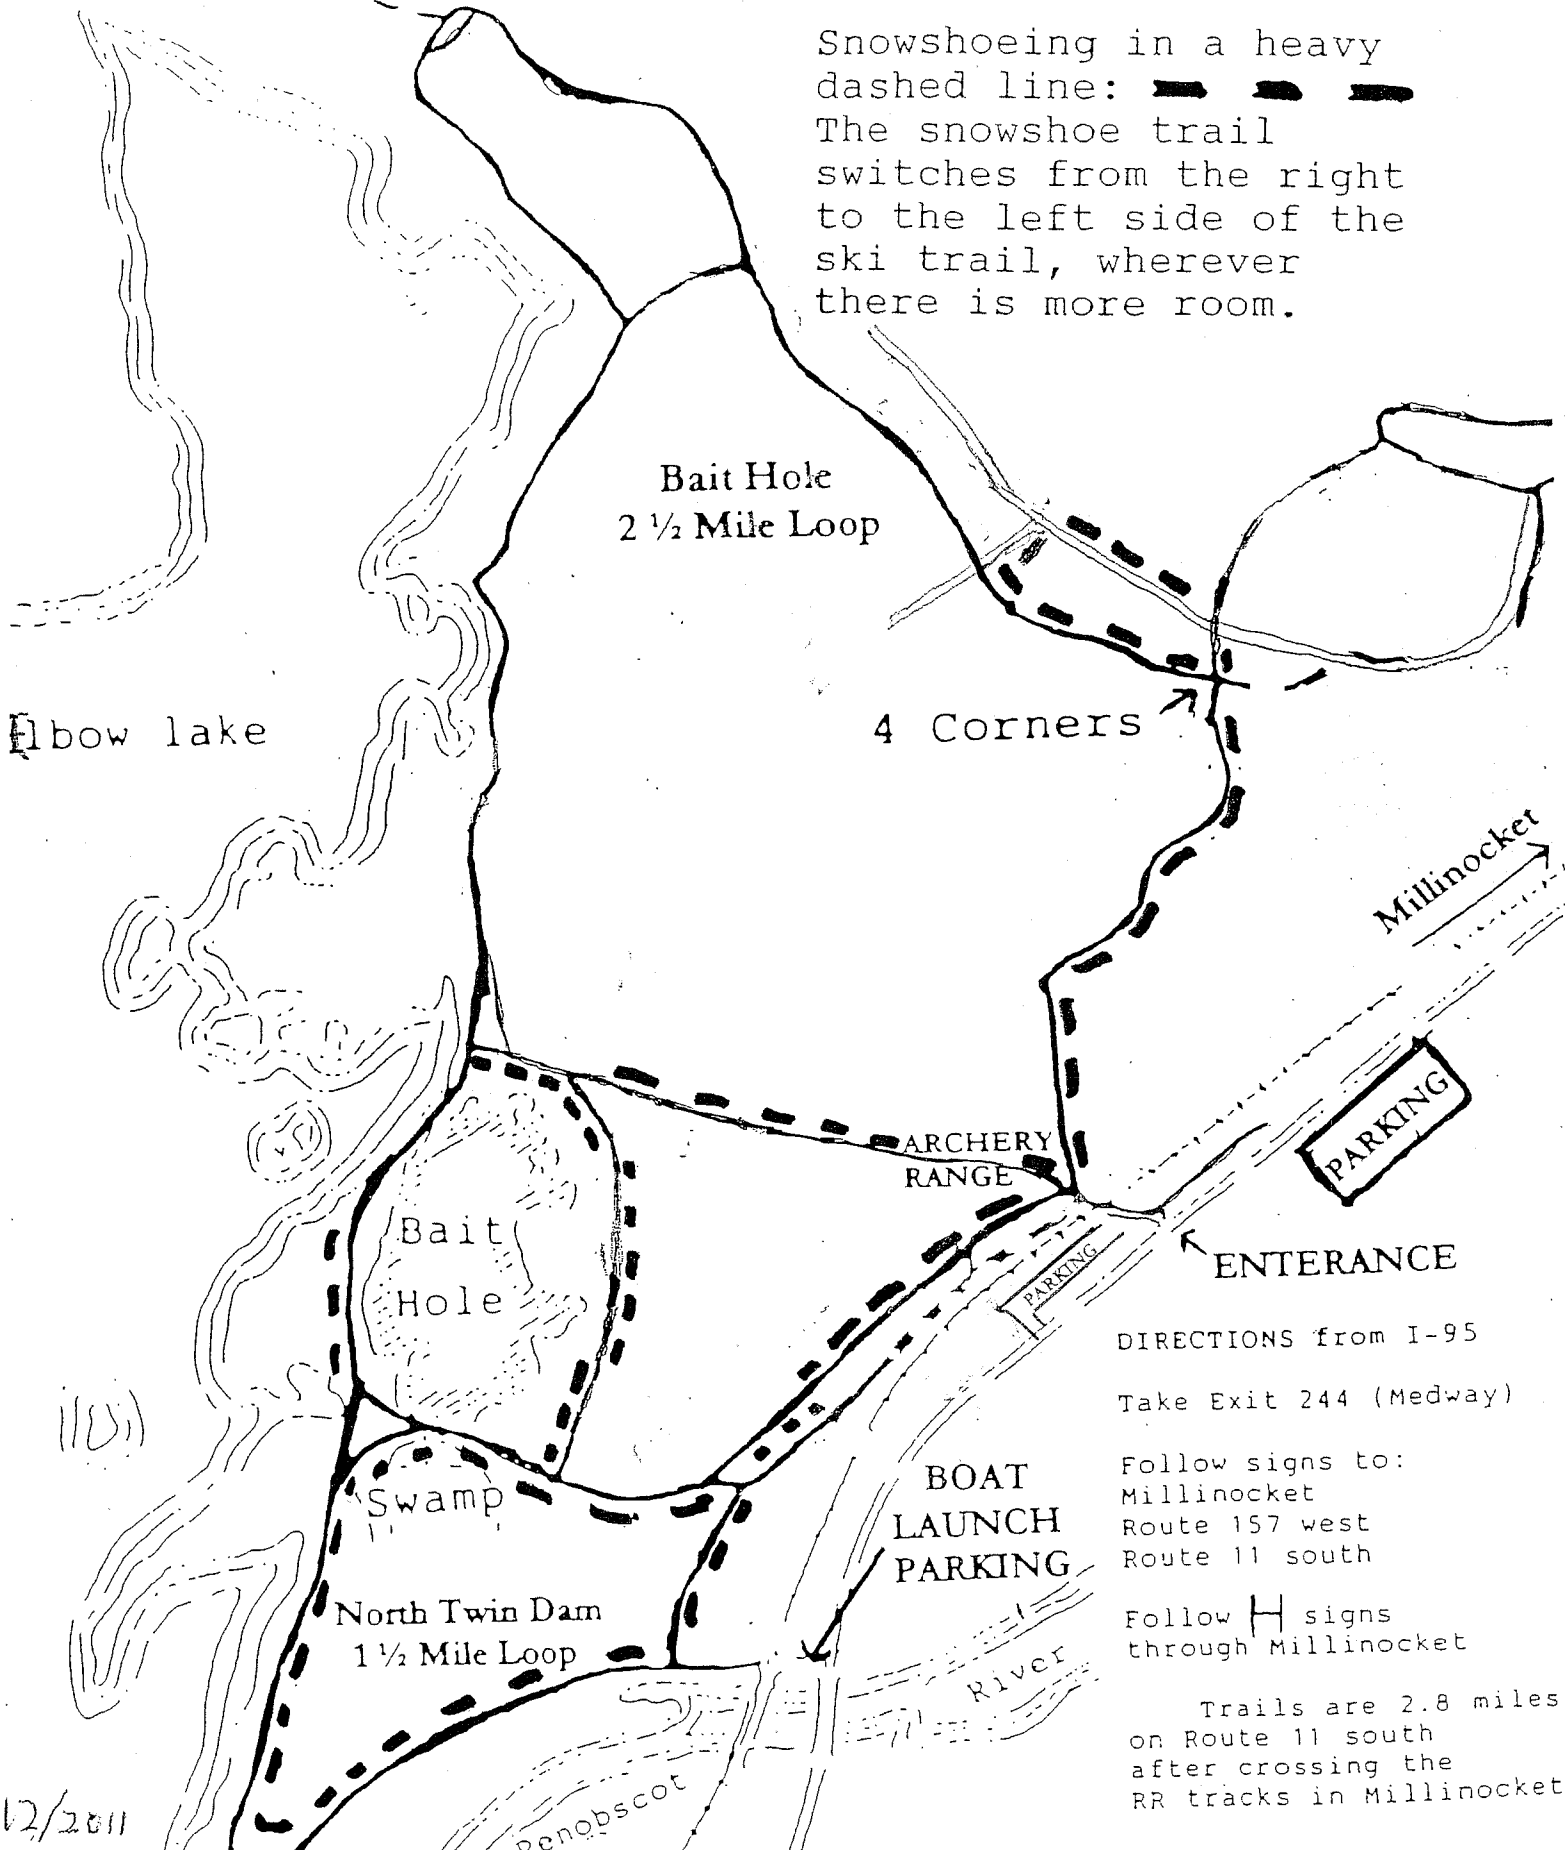 Snowshoeing in a heavy
dashed line:
The snowshoe trail
switches from the right
to the left side of the
ski trail, wherever
there is more room.
Bait Hole
2 ½ Mile Loop
Elbow lake
4 Corners
Millinocket
PARKING
ARCHERY
RANGE
Bait
Hole
PARKING
ENTERANCE
DIRECTIONS from I-95
Take Exit 244 (Medway)
Follow signs to:
Millinocket
Route 157 west
Route 11 south
Follow H signs
through Millinocket
Trails are 2.8 miles
on Route 11 south
after crossing the
RR tracks in Millinocket
BOAT
LAUNCH
PARKING
Swamp
North Twin Dam
1 ½ Mile Loop
River
Penobscot
12/2011